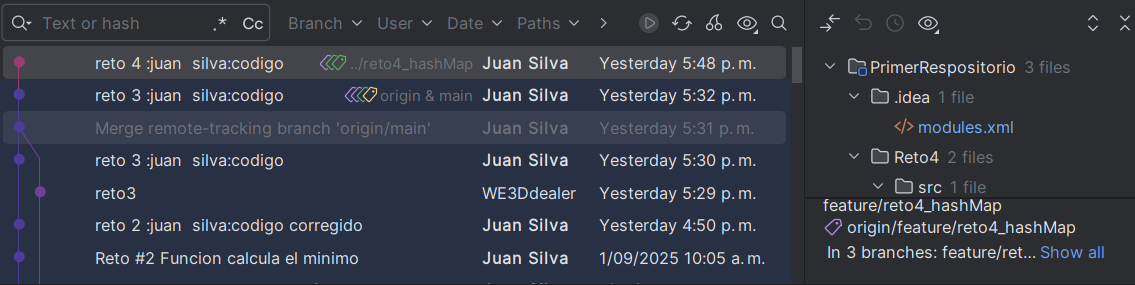 Text or hash .* Cc Branch User Date Paths
reto 4 :juan silva:codigo ../reto4_hashMap Juan Silva Yesterday 5:48 p.m.
reto 3 :juan silva:codigo origin & main Juan Silva Yesterday 5:32 p.m.
Merge remote-tracking branch 'origin/main' Juan Silva Yesterday 5:31 p.m.
reto 3 :juan silva:codigo Juan Silva Yesterday 5:30 p.m.
reto3 WE3Ddealer Yesterday 5:29 p.m.
reto 2 :juan silva:codigo corregido Juan Silva Yesterday 4:50 p.m.
Reto #2 Funcion calcula el minimo Juan Silva 1/09/2025 10:05 a.m.
PrimerRespositorio 3 files
.idea 1 file
</> modules.xml
Reto4 2 files
src 1 file
feature/reto4_hashMap
origin/feature/reto4_hashMap
In 3 branches: feature/ret... Show all